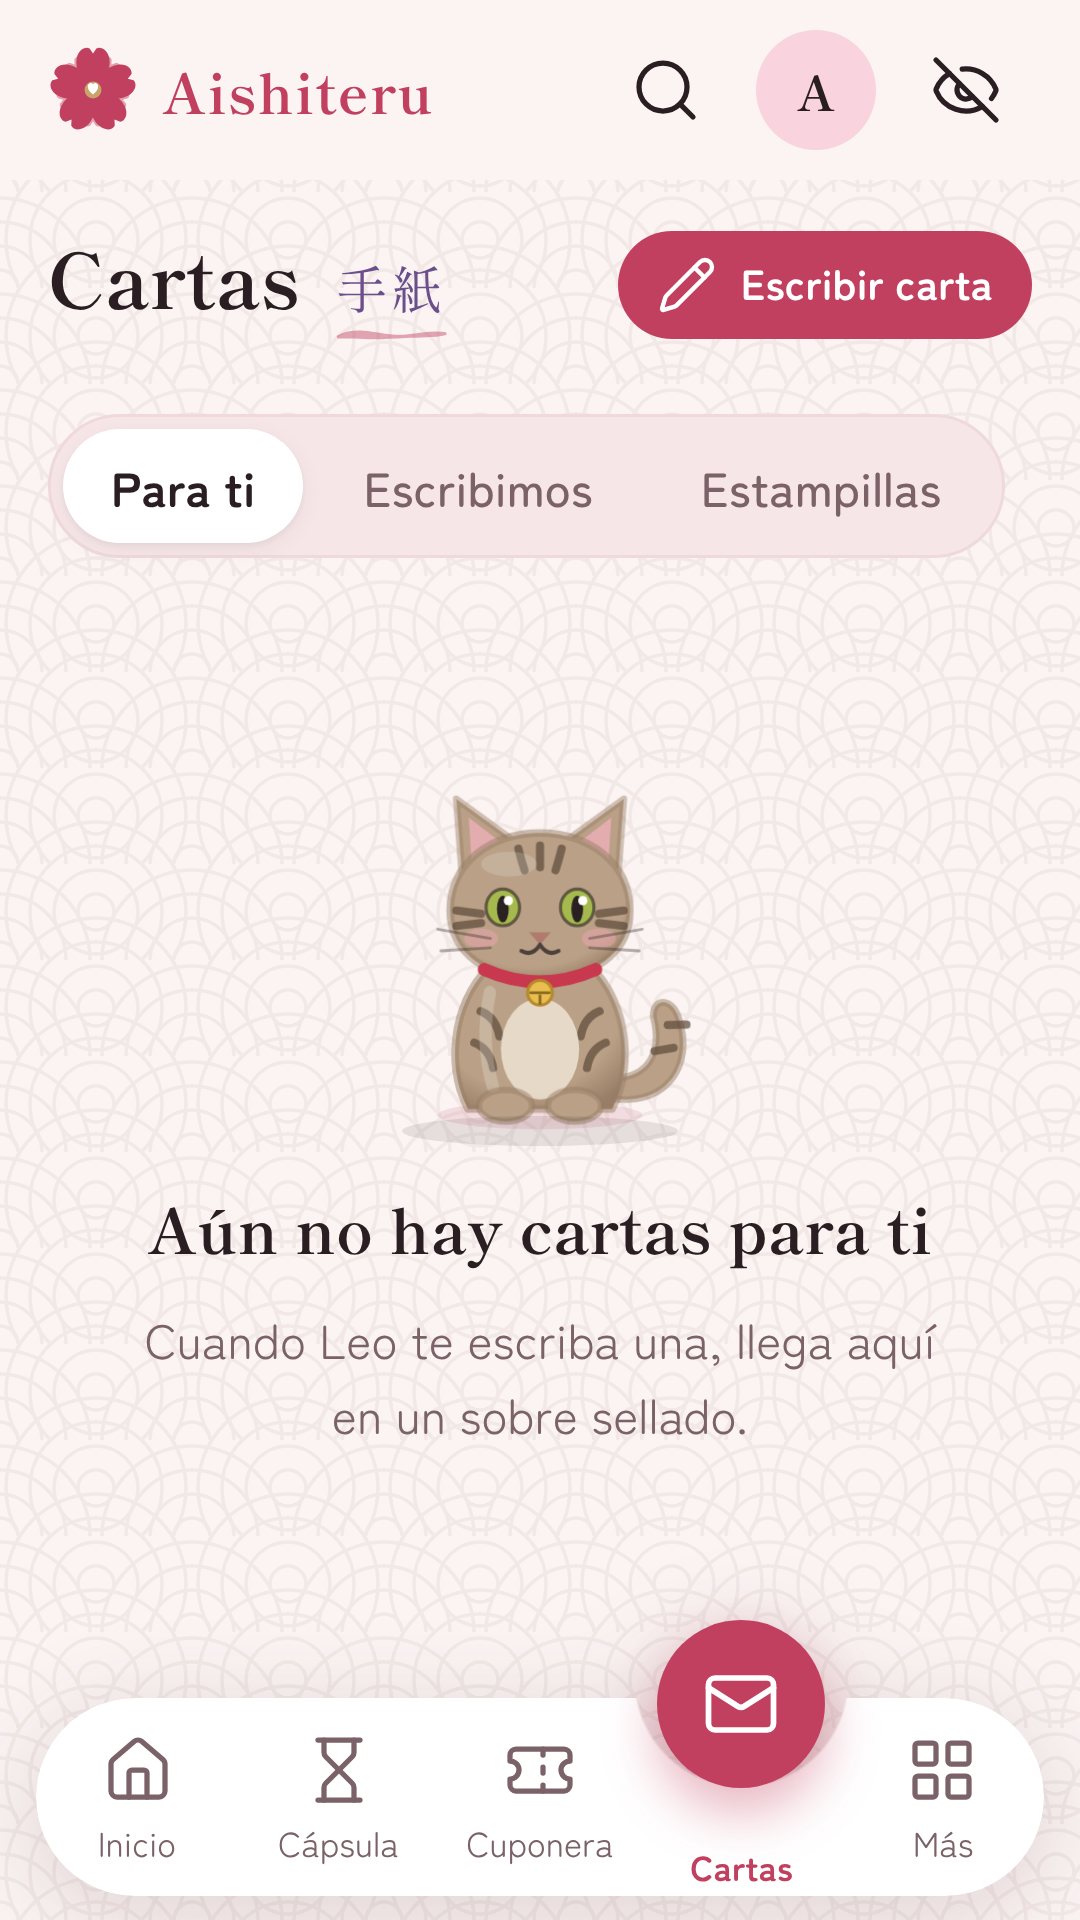 Aishiteru
A
Cartas 手紙
Escribir carta
Para ti
Escribimos
Estampillas
Aún no hay cartas para ti
Cuando Leo te escriba una, llega aquí
en un sobre sellado.
Inicio
Cápsula
Cuponera
Cartas
Más